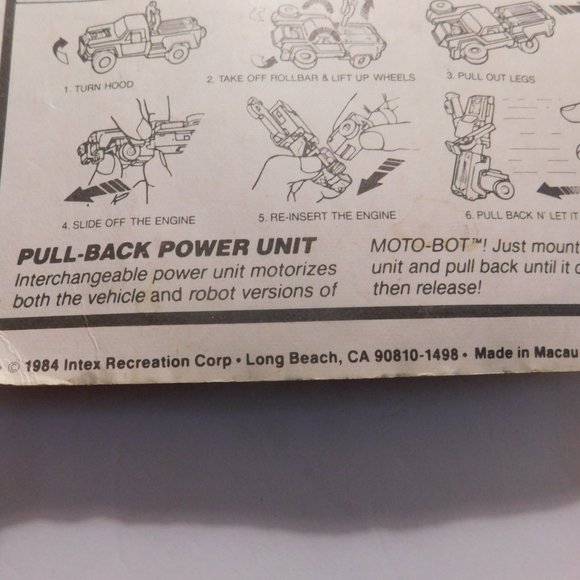 1. TURN HOOD
2. TAKE OFF ROLLBAR & LIFT UP WHEELS
3. PULL OUT LEGS
4. SLIDE OFF THE ENGINE
5. RE-INSERT THE ENGINE
6. PULL BACK N' LET IT
PULL-BACK POWER UNIT
Interchangeable power unit motorizes
both the vehicle and robot versions of
MOTO-BOT™! Just mount
unit and pull back until it
then release!
• © 1984 Intex Recreation Corp • Long Beach, CA 90810-1498 • Made in Macau